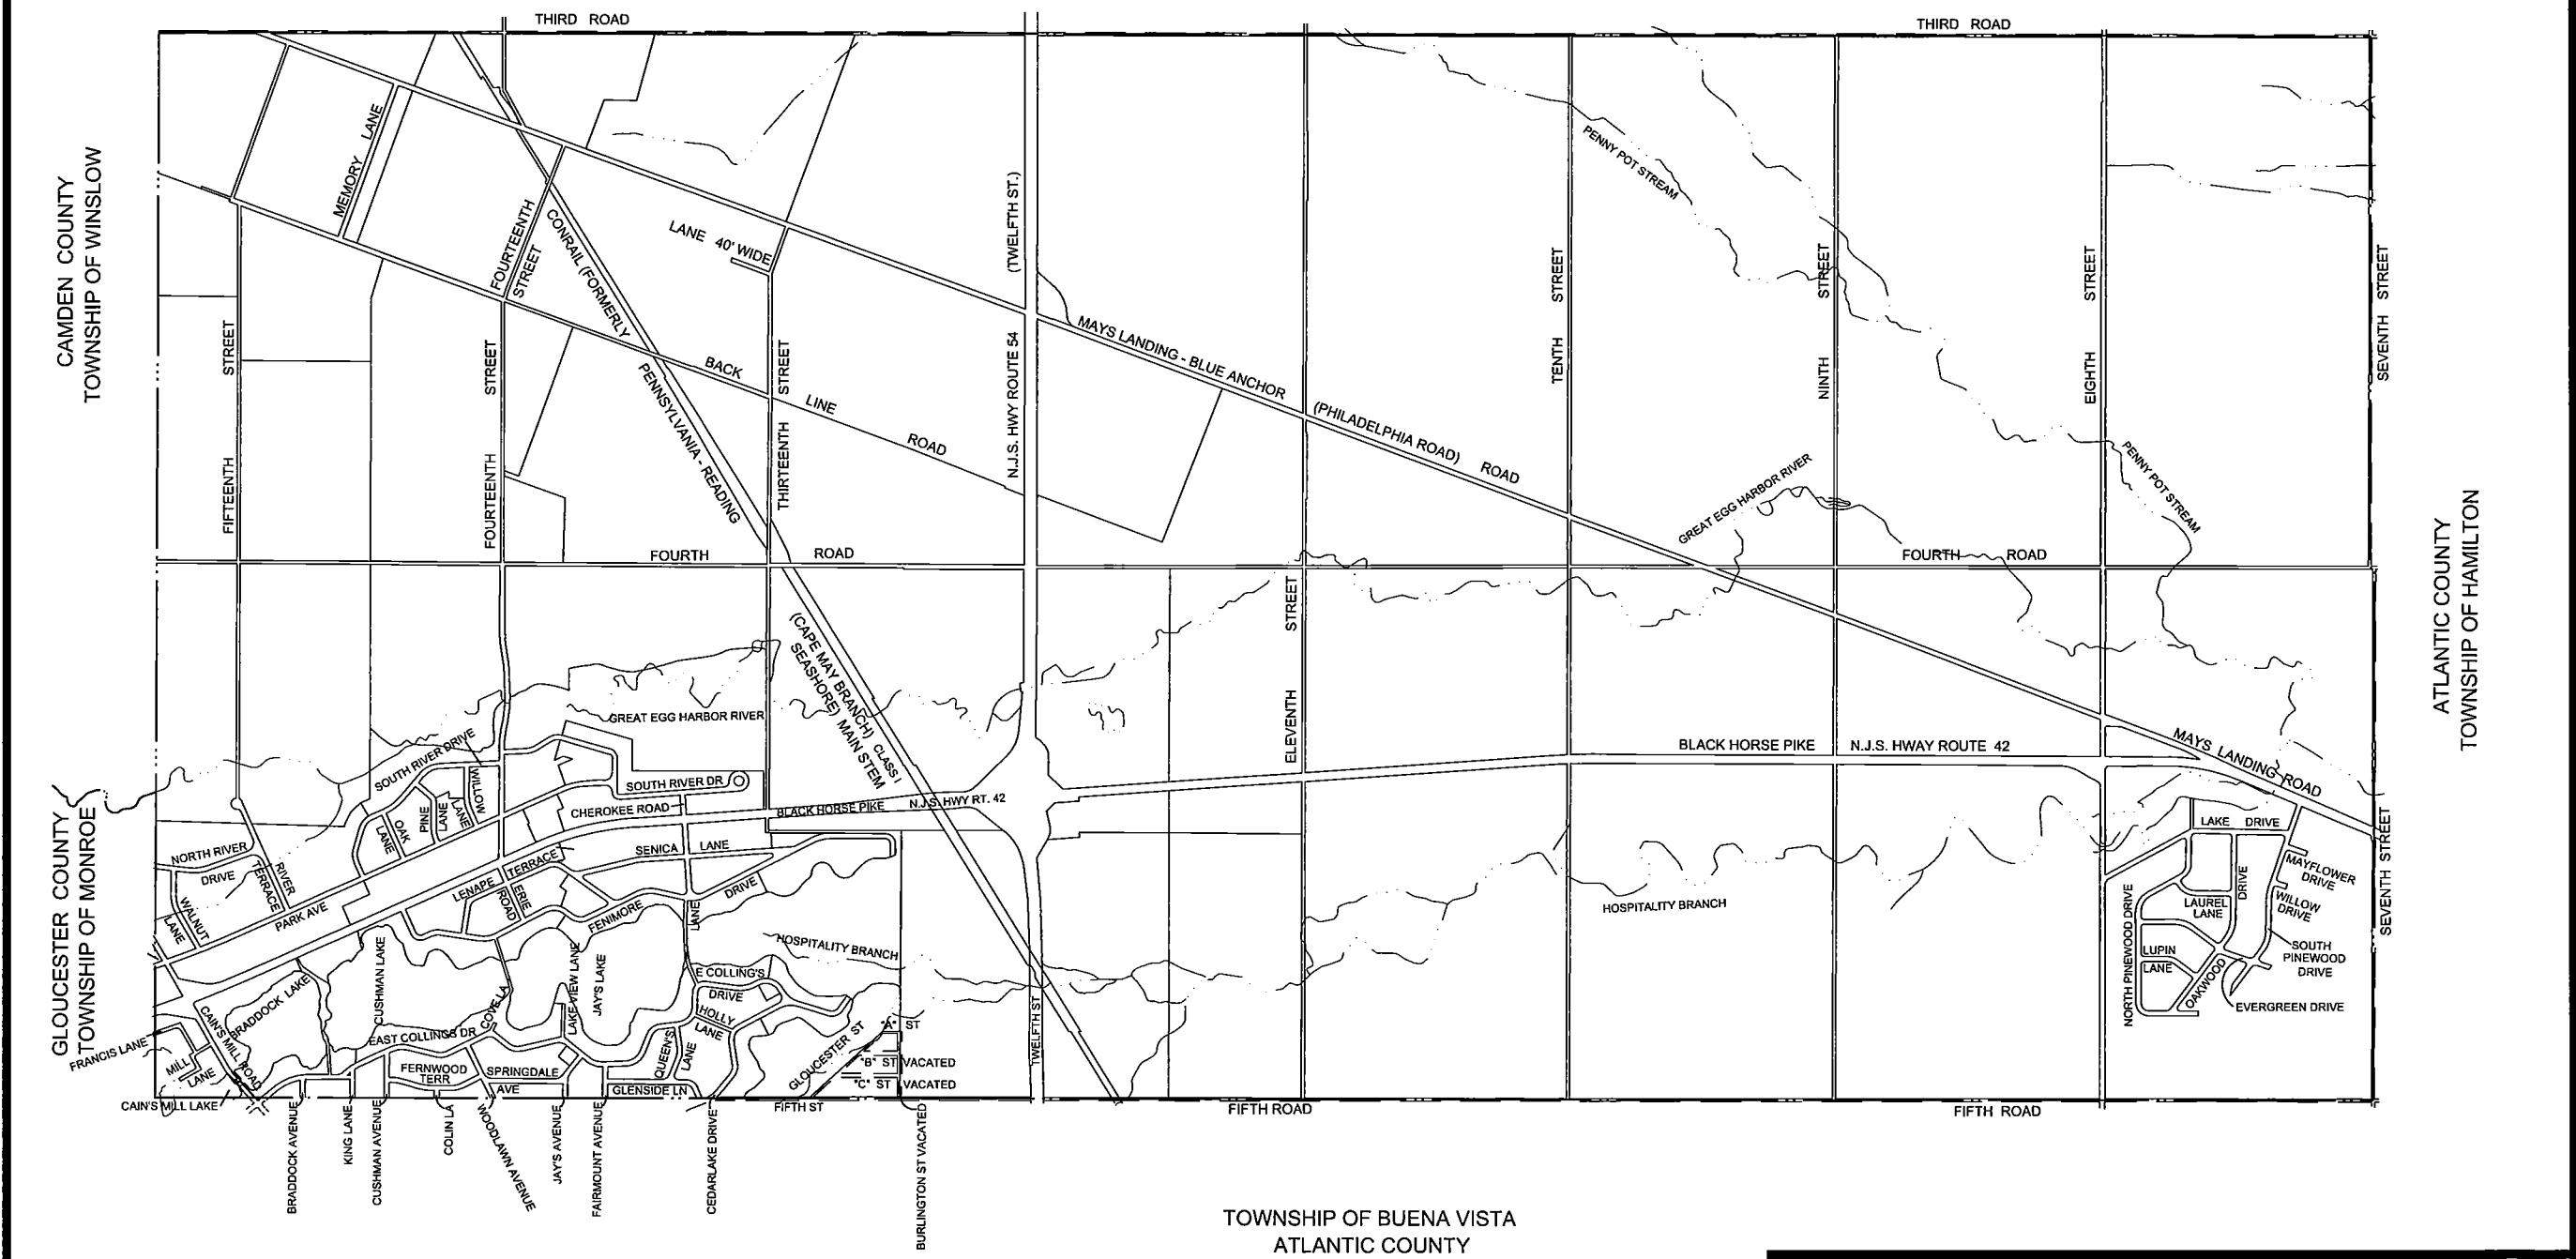 THIRD ROAD
THIRD ROAD
CAMDEN COUNTY
TOWNSHIP OF WINSLOW
MEMORY LANE
FOURTEENTH
STREET
CONRAIL (FORMERLY
PENNSYLVANIA - READING
LANE 40' WIDE
(TWELFTH ST.)
N.J.S. HWY ROUTE 54
PENNY POT STREAM
MAYS LANDING - BLUE ANCHOR
(PHILADELPHIA ROAD) ROAD
BACK LINE ROAD
FIFTEENTH STREET
FOURTEENTH STREET
THIRTEENTH STREET
TENTH STREET
NINTH STREET
EIGHTH STREET
SEVENTH STREET
PENNY POT STREAM
GREAT EGG HARBOR RIVER
FOURTH ROAD
FOURTH ROAD
ATLANTIC COUNTY
TOWNSHIP OF HAMILTON
ELEVENTH STREET
(CAPE MAY BRANCH) CLASS I
SEASHORE) MAIN STEM
GREAT EGG HARBOR RIVER
SOUTH RIVER DRIVE
WILLOW
LANE
PINE
LANE
OAK
LANE
SOUTH RIVER DR
CHEROKEE ROAD
BLACK HORSE PIKE N.J.S. HWY RT. 42
BLACK HORSE PIKE N.J.S. HWAY ROUTE 42
MAYS LANDING ROAD
SEVENTH STREET
GLOUCESTER COUNTY
TOWNSHIP OF MONROE
NORTH RIVER
DRIVE
RIVER
TERRACE
WALNUT
LANE
PARK AVE
LENAPE TERRACE
ERIE
ROAD
SENICA LANE
FENIMORE DRIVE
LANE
HOSPITALITY BRANCH
HOSPITALITY BRANCH
LAKE DRIVE
MAYFLOWER
DRIVE
WILLOW
DRIVE
DRIVE
LAUREL
LANE
LUPIN
LANE
OAKWOOD
SOUTH
PINEWOOD
DRIVE
NORTH PINEWOOD DRIVE
EVERGREEN DRIVE
CUSHMAN LAKE
BRADDOCK LAKE
CAIN'S MILL ROAD
FRANCIS LANE
MILL
LANE
CAIN'S MILL LAKE
EAST COLLINGS DR
COVE LA
LAKE VIEW LANE
JAY'S LAKE
E COLLING'S
DRIVE
HOLLY
LANE
QUEEN'S
LANE
FERNWOOD
TERR
SPRINGDALE
AVE
GLENSIDE LN
GLOUCESTER ST
"A" ST
"B" ST VACATED
"C" ST VACATED
TWELFTH ST
FIFTH ST
FIFTH ROAD
FIFTH ROAD
BRADDOCK AVENUE
KING LANE
CUSHMAN AVENUE
COLIN LA
WOODLAWN AVENUE
JAY'S AVENUE
FAIRMOUNT AVENUE
CEDARLAKE DRIVE
BURLINGTON ST VACATED
TOWNSHIP OF BUENA VISTA
ATLANTIC COUNTY